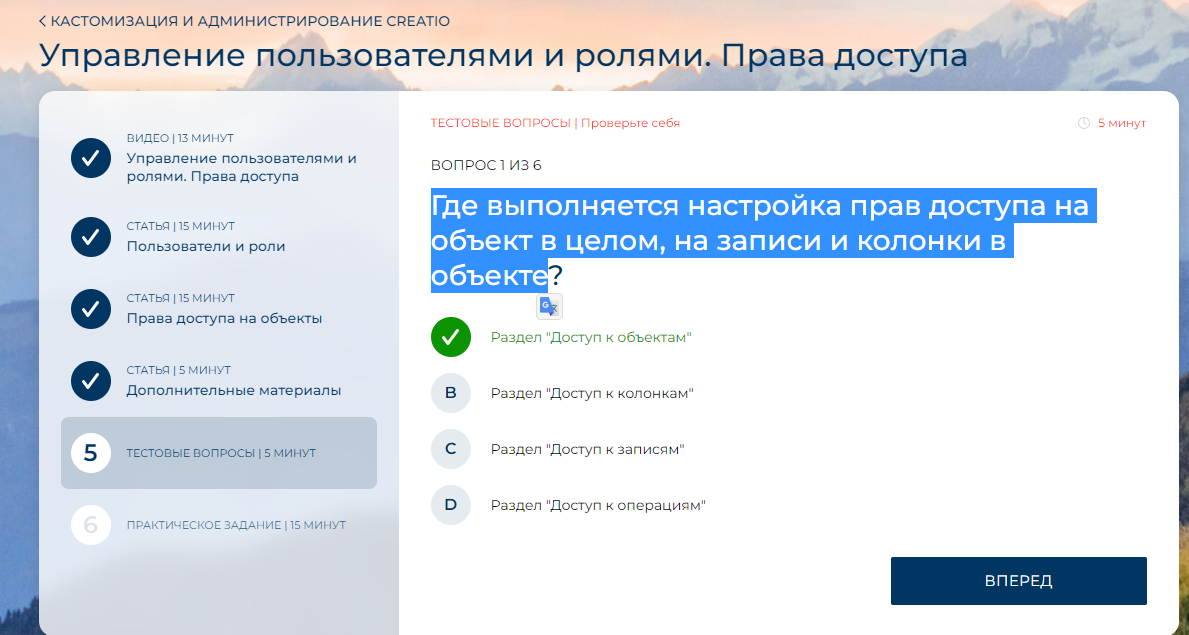 < КАСТОМИЗАЦИЯ И АДМИНИСТРИРОВАНИЕ CREATIO
Управление пользователями и ролями. Права доступа
ВИДЕО | 13 МИНУТ
Управление пользователями и
ролями. Права доступа
СТАТЬЯ | 15 МИНУТ
Пользователи и роли
СТАТЬЯ | 15 МИНУТ
Права доступа на объекты
СТАТЬЯ | 5 МИНУТ
Дополнительные материалы
5 ТЕСТОВЫЕ ВОПРОСЫ | 5 МИНУТ
6 ПРАКТИЧЕСКОЕ ЗАДАНИЕ | 15 МИНУТ
ТЕСТОВЫЕ ВОПРОСЫ | Проверьте себя
5 минут
ВОПРОС 1 ИЗ 6
Где выполняется настройка прав доступа на
объект в целом, на записи и колонки в
объекте?
Раздел "Доступ к объектам"
B Раздел "Доступ к колонкам"
C Раздел "Доступ к записям"
D Раздел "Доступ к операциям"
ВПЕРЕД